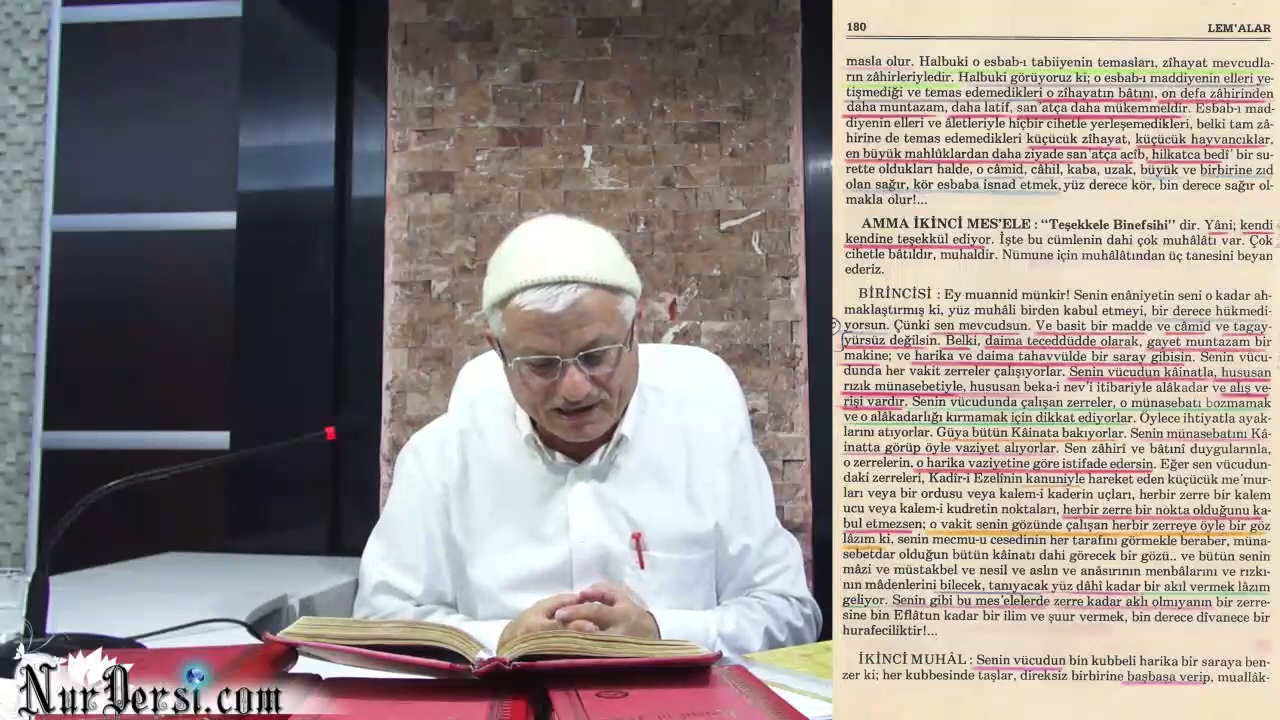 180
LEM'ALAR
masla olur. Halbuki o esbab-ı tabiiyenin temasları, zîhayat mevcudla-
rın zâhirleriyledir. Halbuki görüyoruz ki; o esbab-ı maddiyenin elleri ye-
tişmediği ve temas edemedikleri o zîhayatın bâtını, on defa zâhirinden
daha muntazam, daha latif, san'atça daha mükemmeldir. Esbab-ı mad-
diyenin elleri ve âletleriyle hiçbir cihetle yerleşemedikleri, belki tam zâ-
hirine de temas edemedikleri küçücük zîhayat, küçücük hayvancıklar,
en büyük mahlûklardan daha ziyade san'atça acîb, hilkatca bedî' bir su-
rette oldukları halde, o câmid, câhil, kaba, uzak, büyük ve birbirine zıd
olan sağır, kör esbaba isnad etmek, yüz derece kör, bin derece sağır ol-
makla olur!...
AMMA İKİNCİ MES'ELE : "Teşekkele Binefsihi" dir. Yâni; kendi
kendine teşekkül ediyor. İşte bu cümlenin dahi çok muhâlâtı var. Çok
cihetle bâtıldır, muhaldir. Nümune için muhâlâtından üç tanesini beyan
ederiz.
BİRİNCİSİ : Ey muannid münkir! Senin enâniyetin seni o kadar ah-
maklaştırmış ki, yüz muhâli birden kabul etmeyi, bir derece hükmedi-
yorsun. Çünki sen mevcudsun. Ve basit bir madde ve câmid ve tagay-
yürsüz değilsin. Belki, daima teceddüdde olarak, gayet muntazam bir
makine; ve harika ve daima tahavvülde bir saray gibisin. Senin vücu-
dunda her vakit zerreler çalışıyorlar. Senin vücudun kâinatla, hususan
rızık münasebetiyle, hususan beka-i nev'i itibariyle alâkadar ve alış ve-
rişi vardır. Senin vücudunda çalışan zerreler, o münasebatı bozmamak
ve o alâkadarlığı kırmamak için dikkat ediyorlar. Öylece ihtiyatla ayak-
larını atıyorlar. Güya bütün Kâinata bakıyorlar. Senin münasebatını Kâ-
inatta görüp öyle vaziyet alıyorlar. Sen zâhirî ve bâtınî duygularınla,
o zerrelerin, o harika vaziyetine göre istifade edersin. Eğer sen vücudun-
daki zerreleri, Kadîr-i Ezelînin kanuniyle hareket eden küçücük me'mur-
ları veya bir ordusu veya kalem-i kaderin uçları, herbir zerre bir kalem
ucu veya kalem-i kudretin noktaları, herbir zerre bir nokta olduğunu ka-
bul etmezsen; o vakit senin gözünde çalışan herbir zerreye öyle bir göz
lâzım ki, senin mecmu-u cesedinin her tarafını görmekle beraber, müna-
sebetdar olduğun bütün kâinatı dahi görecek bir gözü.. ve bütün senin
mâzi ve müstakbel ve nesil ve aslın ve anâsırının menbâlarını ve rızkı-
nın mâdenlerini bilecek, tanıyacak yüz dâhî kadar bir akıl vermek lâzım
geliyor. Senin gibi bu mes'elelerde zerre kadar aklı olmıyanın bir zerre-
sine bin Eflâtun kadar bir ilim ve şuur vermek, bin derece dîvanece bir
hurafeciliktir!...
İKİNCİ MUHÂL : Senin vücudun bin kubbeli harika bir saraya ben-
zer ki; her kubbesinde taşlar, direksiz birbirine başbaşa verip, muallâk-
NurDersi.com